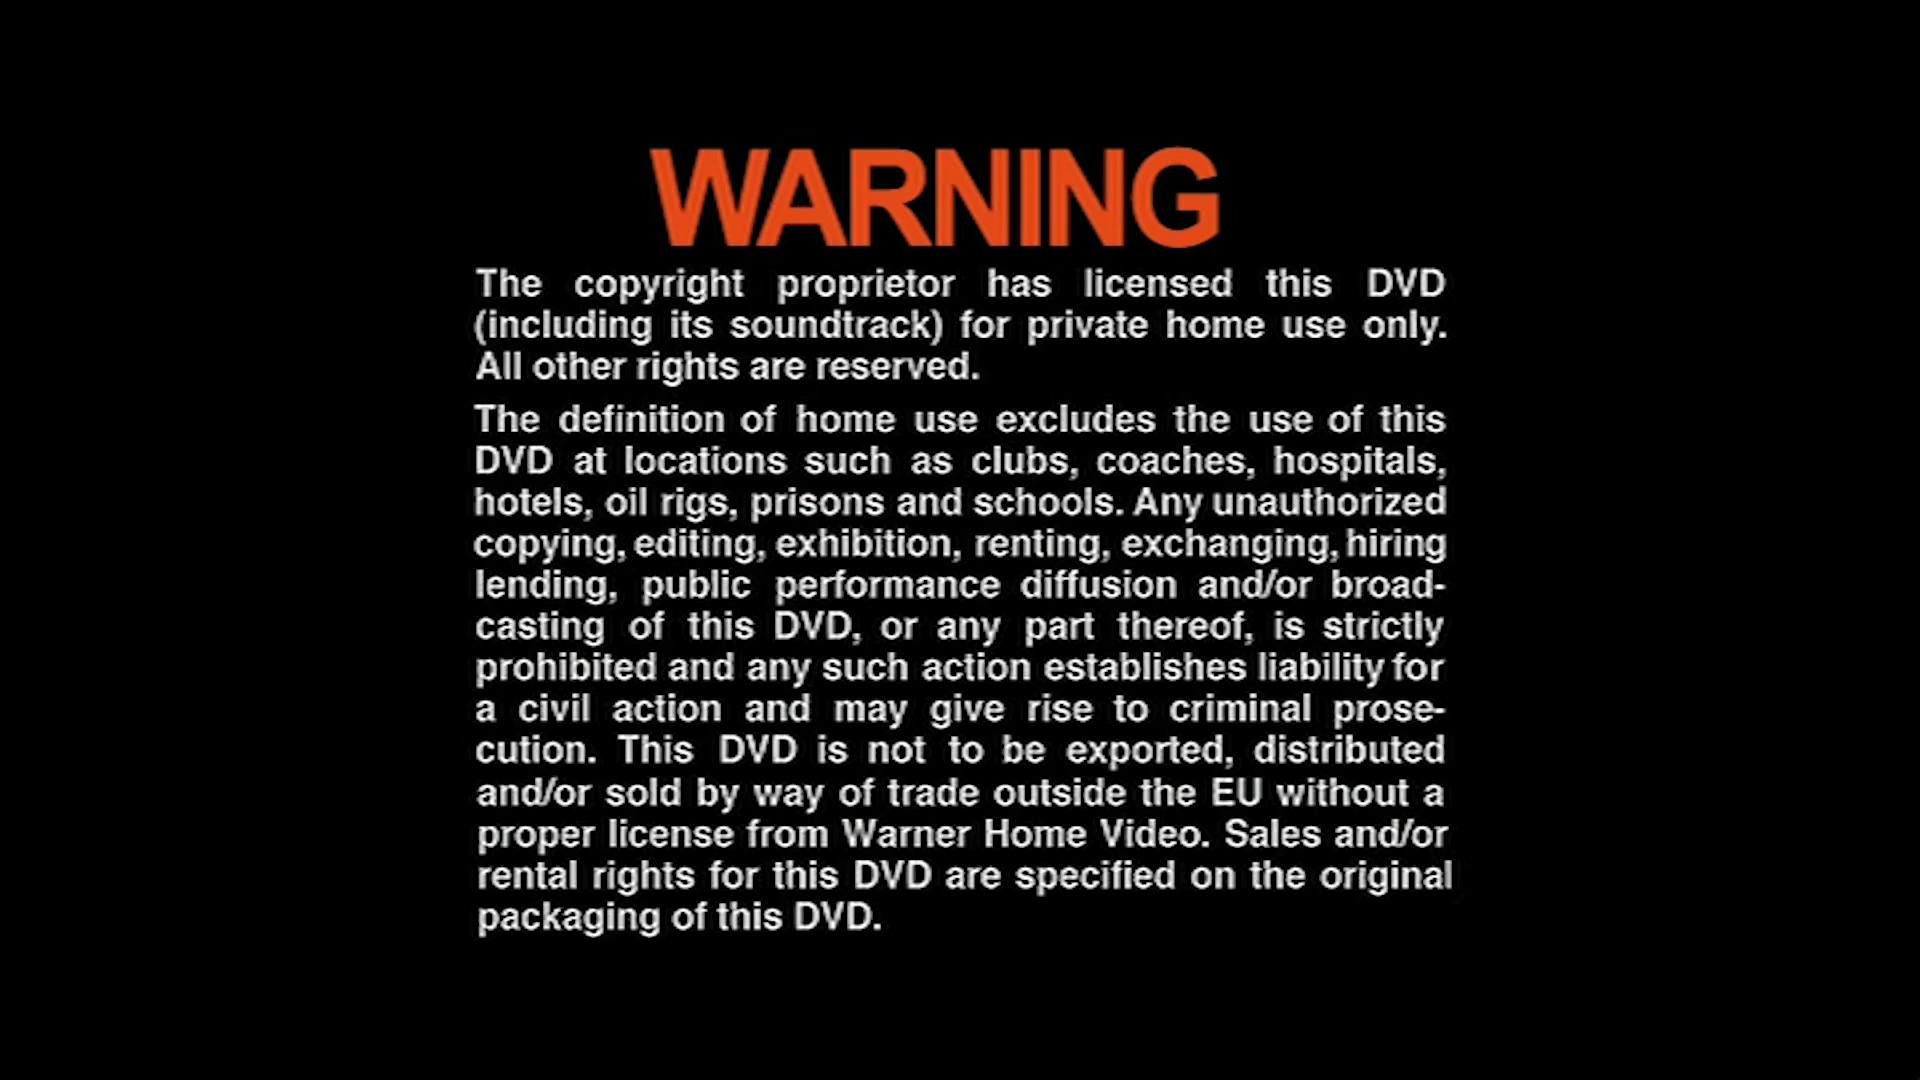 WARNING
The copyright proprietor has licensed this DVD
(including its soundtrack) for private home use only.
All other rights are reserved.
The definition of home use excludes the use of this
DVD at locations such as clubs, coaches, hospitals,
hotels, oil rigs, prisons and schools. Any unauthorized
copying, editing, exhibition, renting, exchanging, hiring
lending, public performance diffusion and/or broad-
casting of this DVD, or any part thereof, is strictly
prohibited and any such action establishes liability for
a civil action and may give rise to criminal prose-
cution. This DVD is not to be exported, distributed
and/or sold by way of trade outside the EU without a
proper license from Warner Home Video. Sales and/or
rental rights for this DVD are specified on the original
packaging of this DVD.